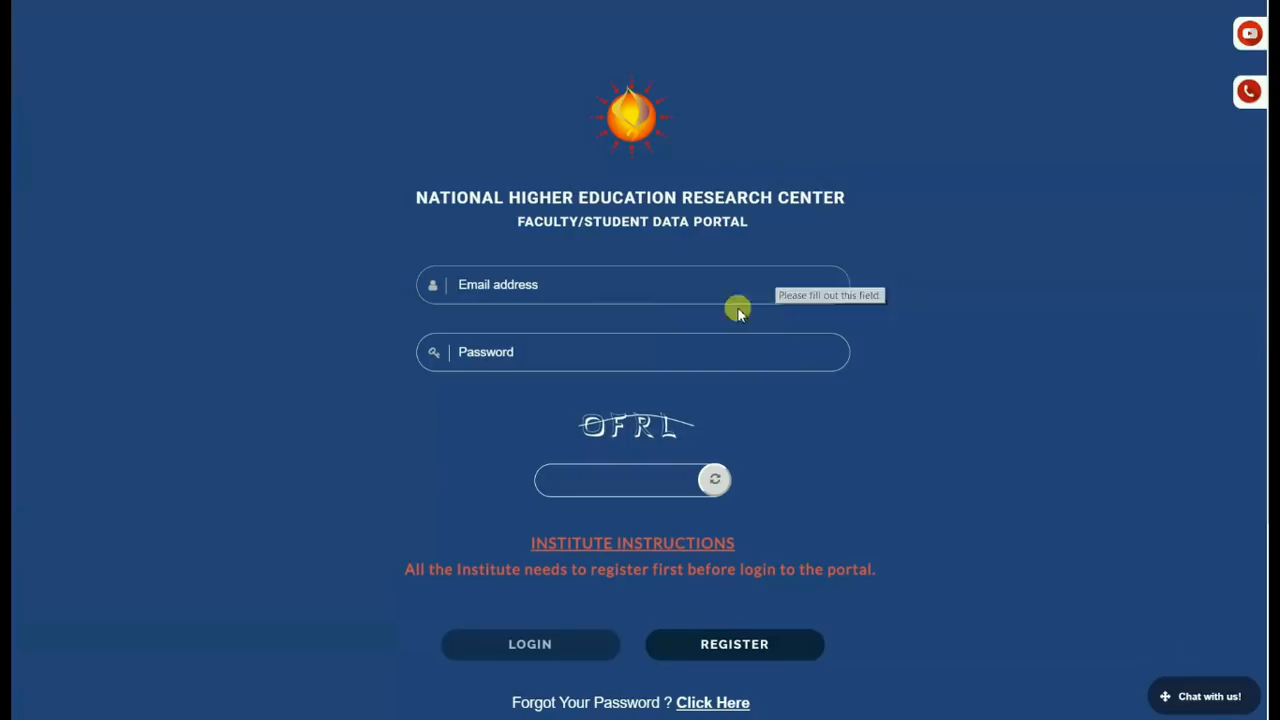 NATIONAL HIGHER EDUCATION RESEARCH CENTER
FACULTY/STUDENT DATA PORTAL
Email address
Please fill out this field.
Password
OFRL
INSTITUTE INSTRUCTIONS
All the Institute needs to register first before login to the portal.
LOGIN
REGISTER
Forgot Your Password ? Click Here
Chat with us!